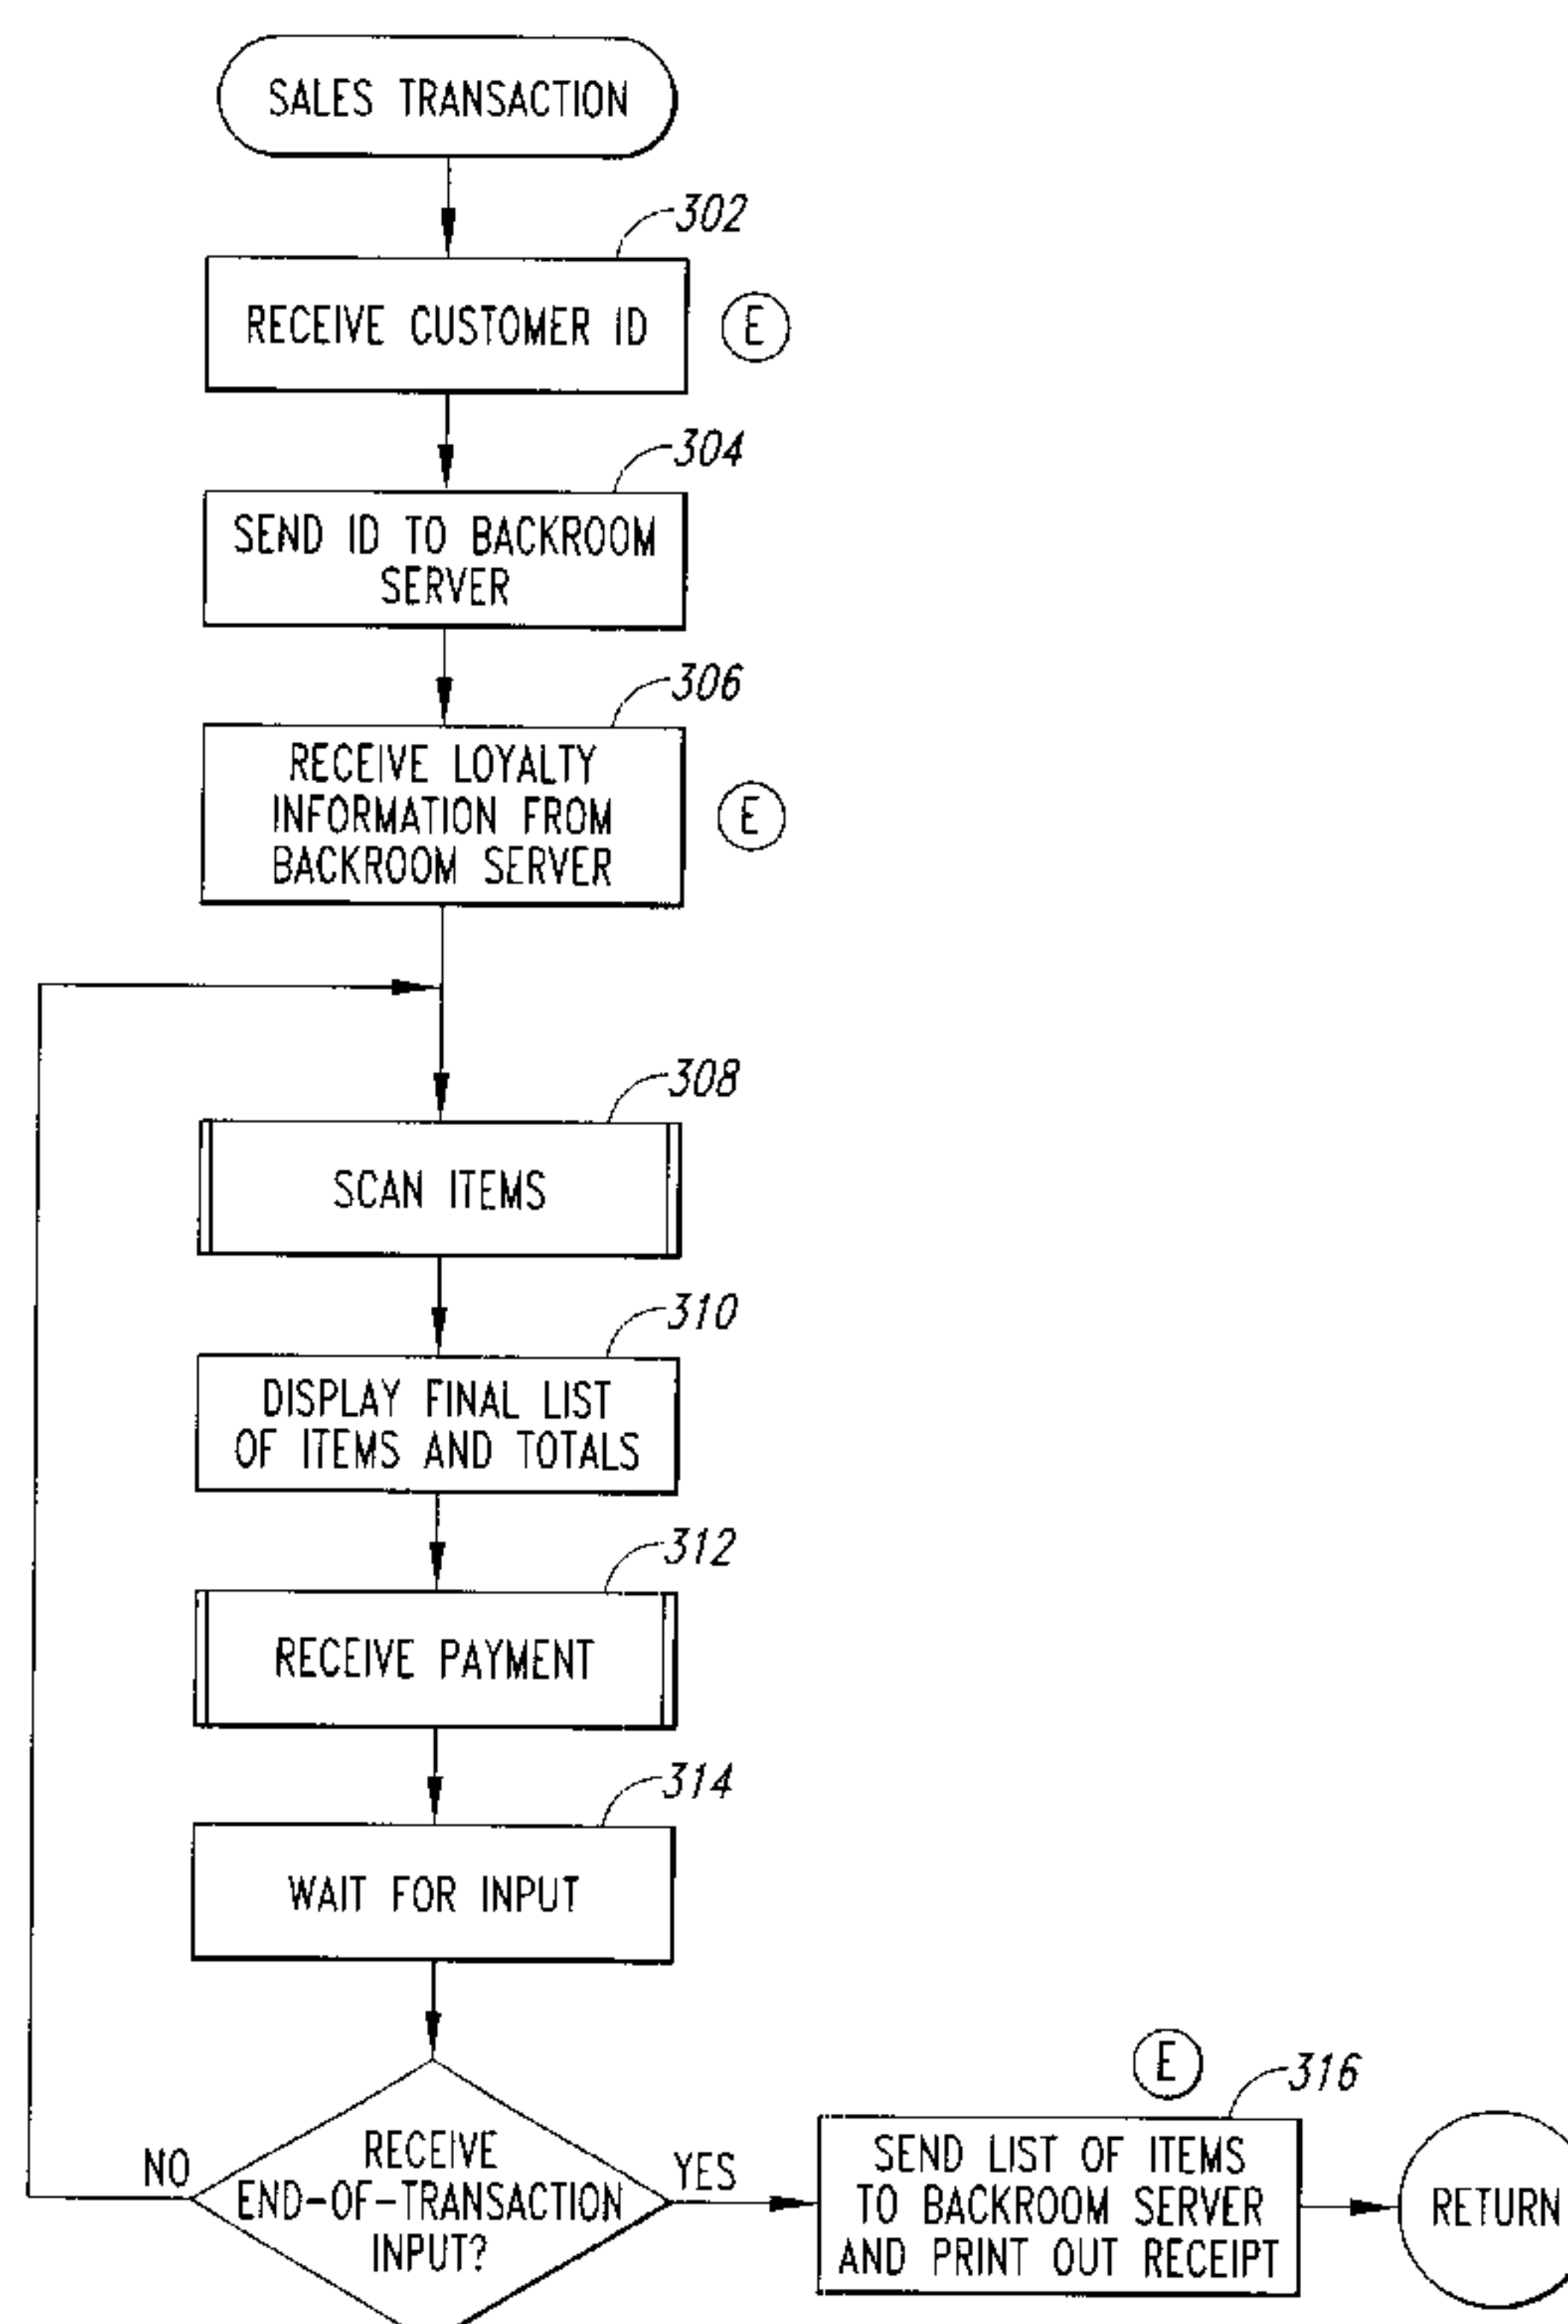 SALES TRANSACTION
302
RECEIVE CUSTOMER ID
E
304
SEND ID TO BACKROOM
SERVER
306
RECEIVE LOYALTY
INFORMATION FROM
BACKROOM SERVER
E
308
SCAN ITEMS
310
DISPLAY FINAL LIST
OF ITEMS AND TOTALS
312
RECEIVE PAYMENT
314
WAIT FOR INPUT
NO
RECEIVE
END-OF-TRANSACTION
INPUT?
YES
E
316
SEND LIST OF ITEMS
TO BACKROOM SERVER
AND PRINT OUT RECEIPT
RETURN